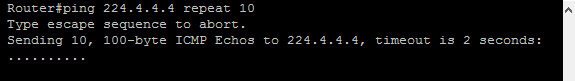 Router#ping 224.4.4.4 repeat 10
Type escape sequence to abort.
Sending 10, 100-byte ICMP Echos to 224.4.4.4, timeout is 2 seconds:
..........